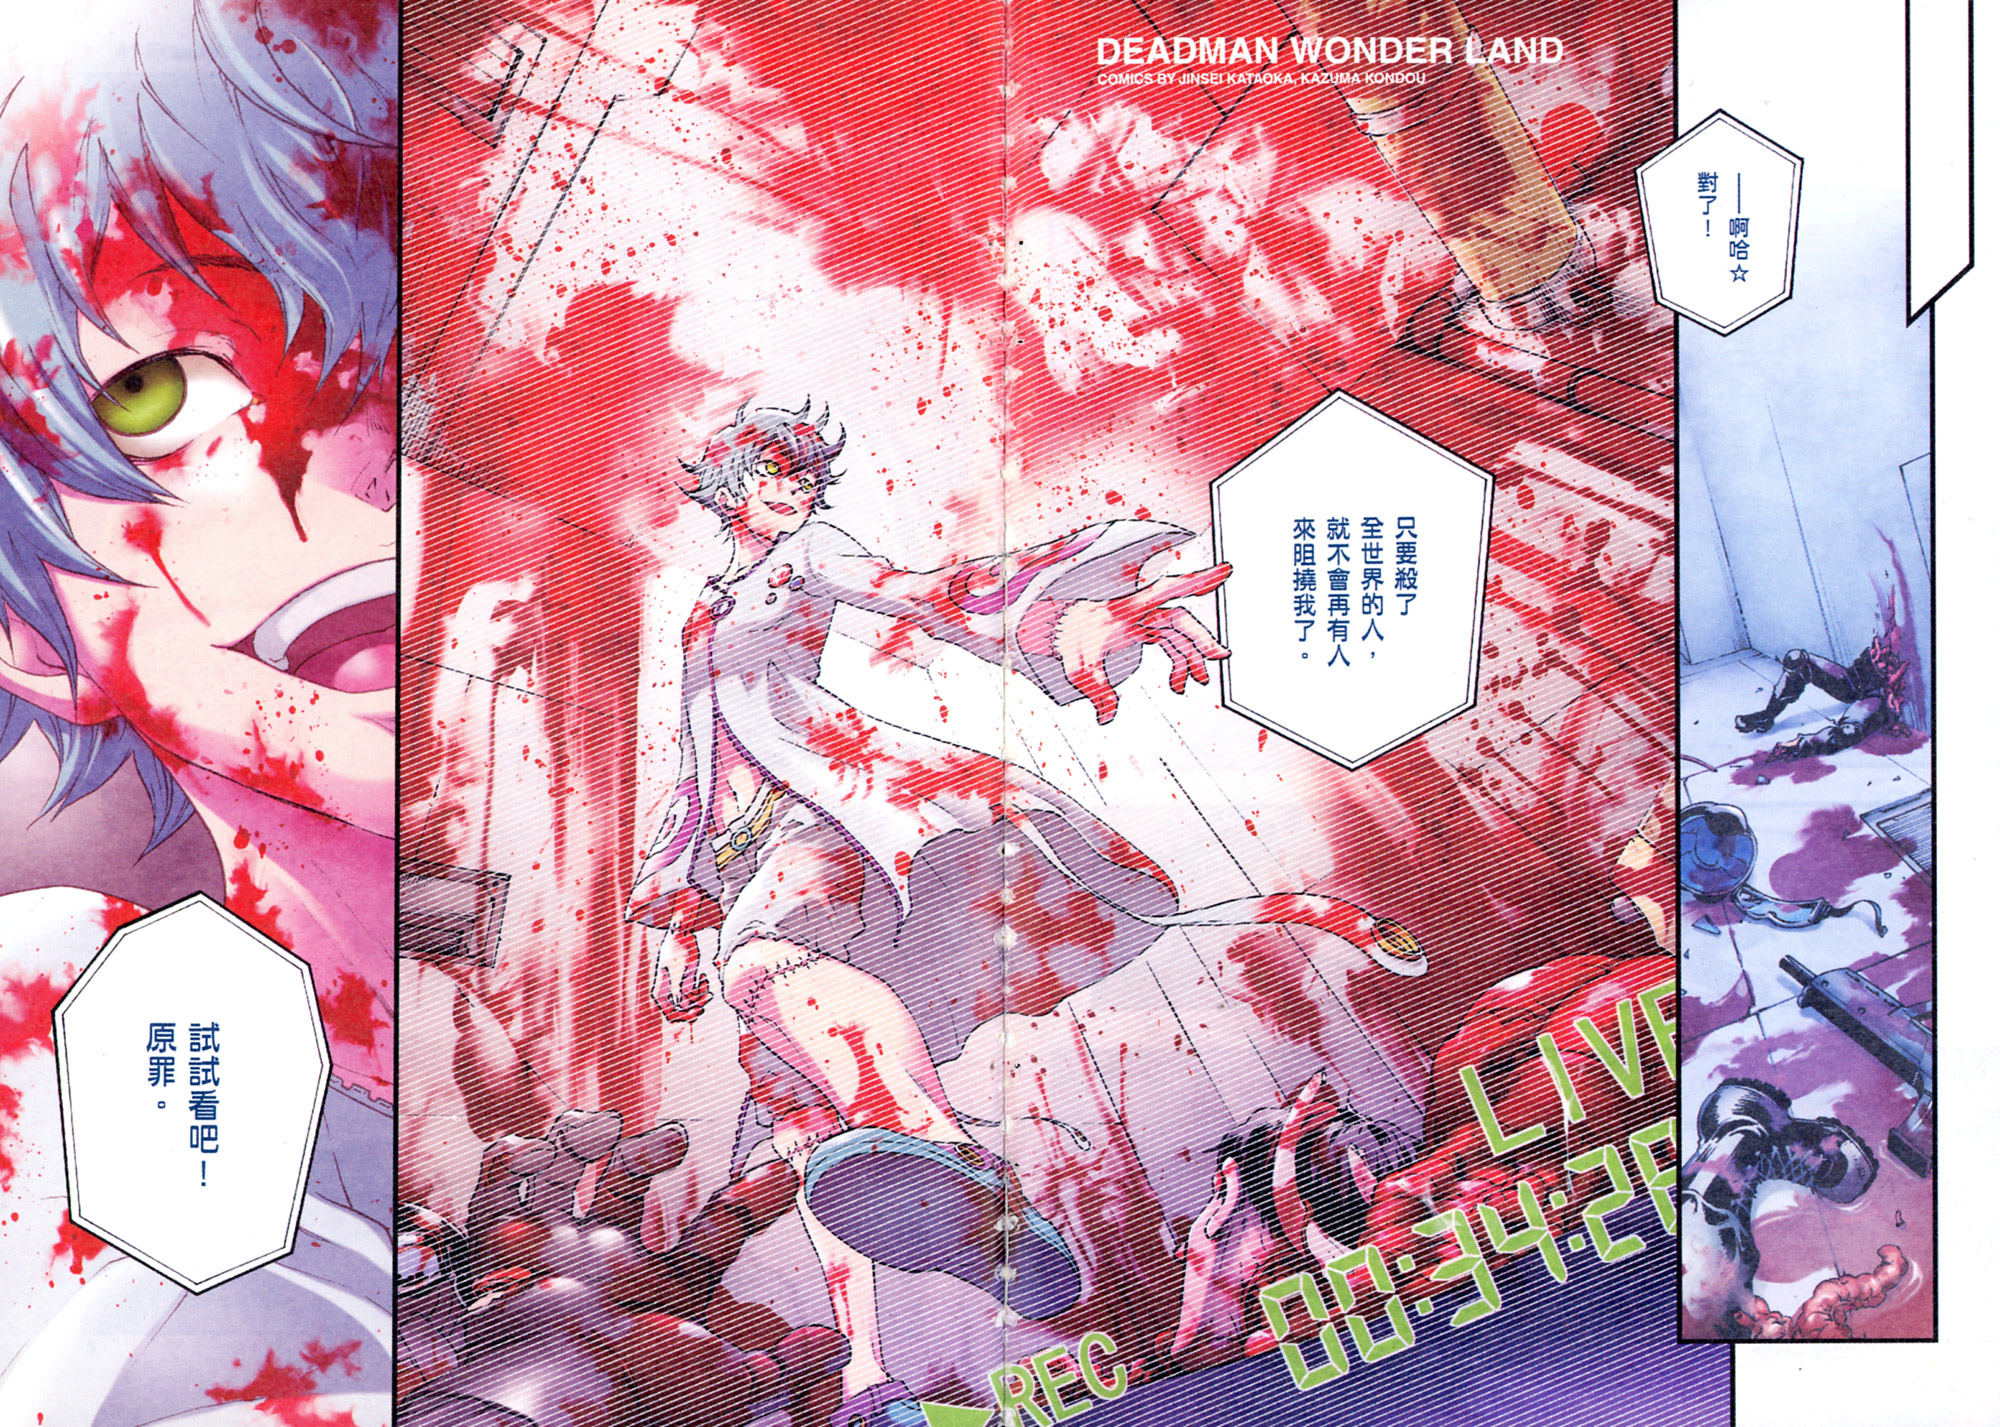 DEADMAN WONDER LAND
COMICS BY JINSEI KATAOKA, KAZUMA KONDOU
——啊哈☆
對了！
只要殺了
全世界的人，
就不會再有人
來阻撓我了。
LIVE
00:34:26
▶REC
試試看吧！
原罪。